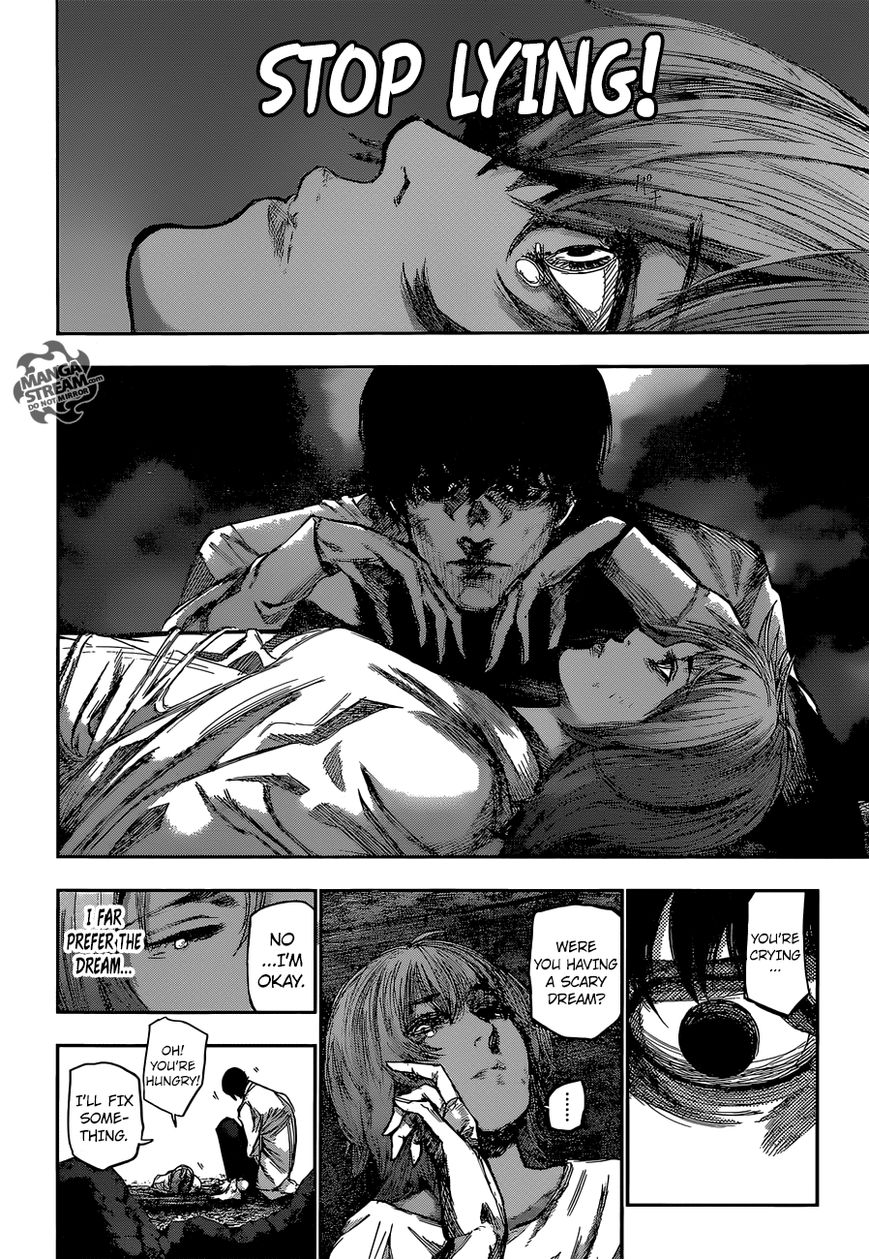 STOP LYING!
MANGA
STREAM.com
DO NOT MIRROR
YOU'RE
CRYING
...
WERE
YOU HAVING
A SCARY
DREAM?
......
NO
...I'M
OKAY.
I FAR
PREFER THE
DREAM...
OH!
YOU'RE
HUNGRY!
I'LL FIX
SOME-
THING.